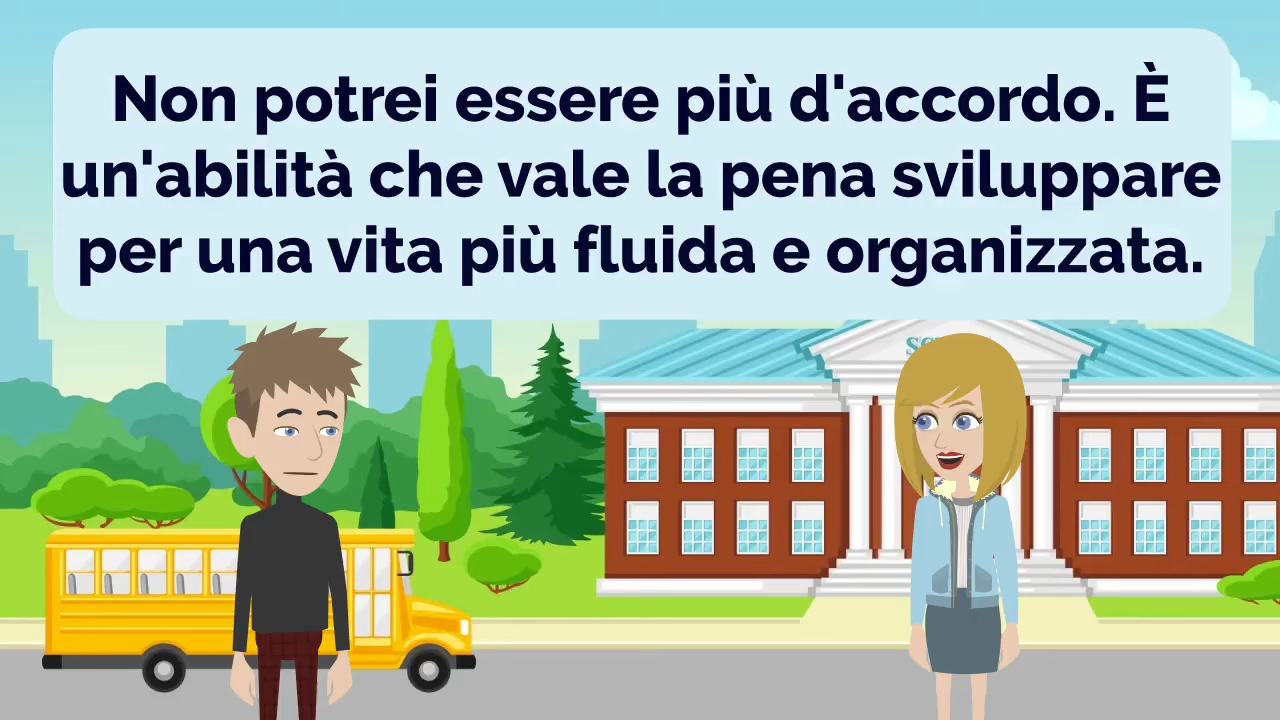 Non potrei essere più d'accordo. È
un'abilità che vale la pena sviluppare
per una vita più fluida e organizzata.